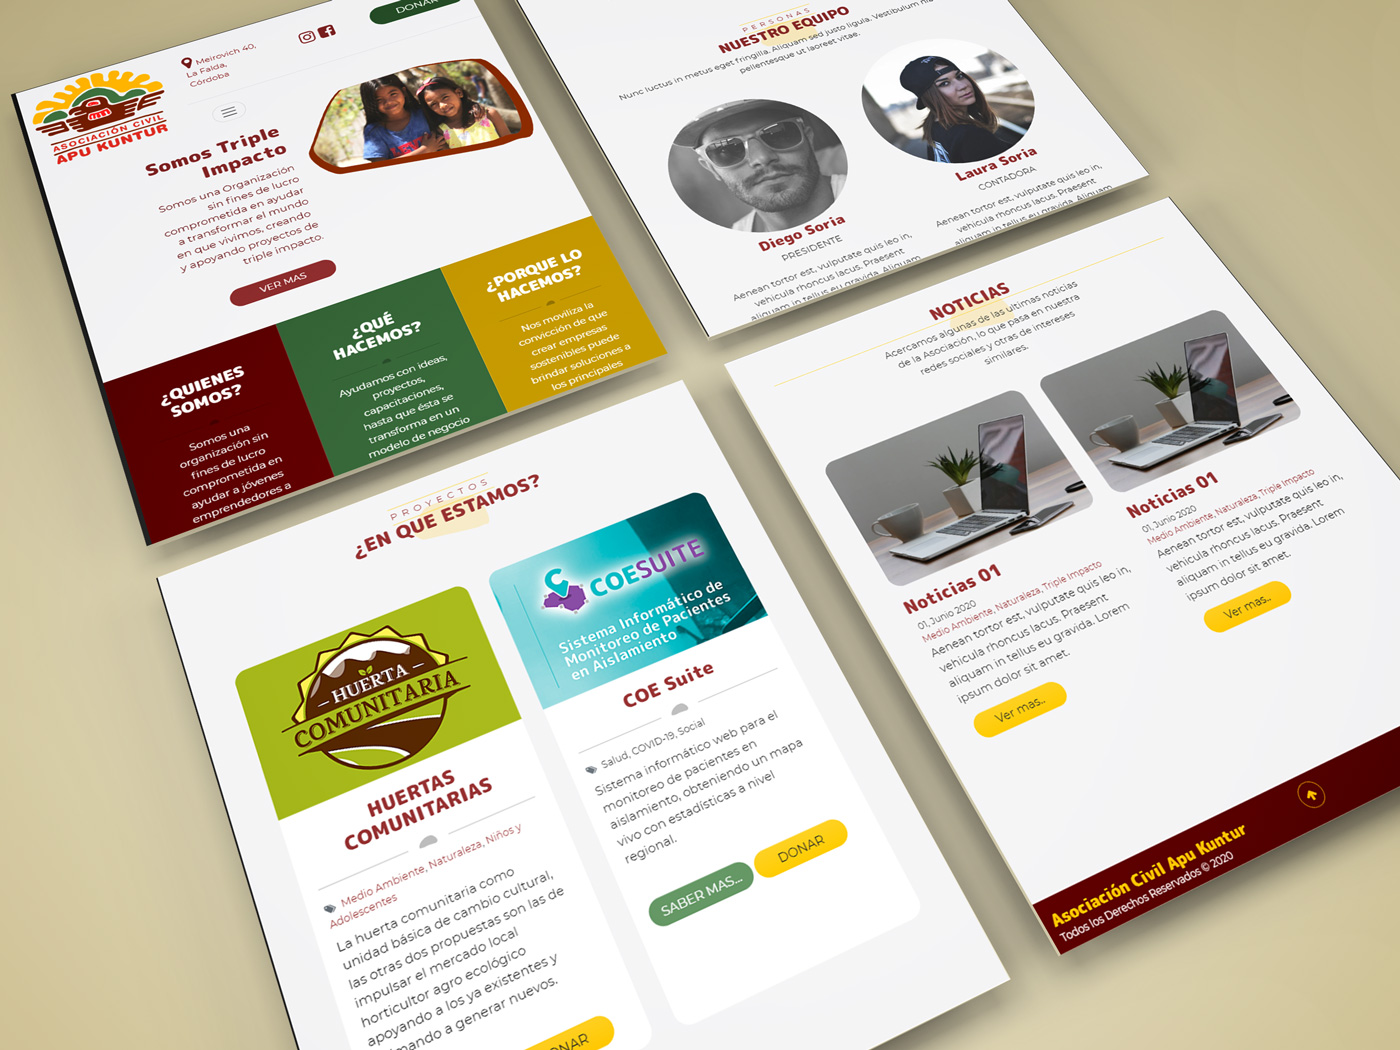 DONAR
Meirovich 40,
La Falda,
Córdoba
ASOCIACIÓN CIVIL
APU KUNTUR
Somos Triple
Impacto
Somos una Organización
sin fines de lucro
comprometida en ayudar
a transformar el mundo
en que vivimos, creando
y apoyando proyectos de
triple impacto.
VER MAS
¿QUIENES
SOMOS?
Somos una
organización sin
fines de lucro
comprometida en
ayudar a jóvenes
emprendedores a
¿QUÉ
HACEMOS?
Ayudamos con ideas,
proyectos,
capacitaciones,
hasta que ésta se
transforma en un
modelo de negocio
¿PORQUE LO
HACEMOS?
Nos moviliza la
convicción de que
crear empresas
sostenibles puede
brindar soluciones a
los principales
PERSONAS
NUESTRO EQUIPO
Nunc luctus in metus eget fringilla. Aliquam sed justo ligula. Vestibulum
pellentesque ut laoreet vitae.
Diego Soria
PRESIDENTE
Aenean tortor est, vulputate quis leo in,
vehicula rhoncus lacus. Praesent
aliquam in tellus eu gravida. Aliquam
Laura Soria
CONTADORA
Aenean tortor est, vulputate quis leo in,
vehicula rhoncus lacus. Praesent
aliquam in tellus eu gravida. Aliquam
PROYECTOS
¿EN QUE ESTAMOS?
HUERTA
COMUNITARIA
HUERTAS
COMUNITARIAS
Medio Ambiente, Naturaleza, Niños y
Adolescentes
La huerta comunitaria como
unidad básica de cambio cultural,
las otras dos propuestas son las de
impulsar el mercado local
horticultor agro ecológico
apoyando a los ya existentes y
a generar nuevos.
COESUITE
Sistema Informático de
Monitoreo de Pacientes
en Aislamiento
COE Suite
Salud, COVID-19, Social
Sistema informático web para el
monitoreo de pacientes en
aislamiento, obteniendo un mapa
vivo con estadísticas a nivel
regional.
SABER MAS...
DONAR
NOTICIAS
Acercamos algunas de las ultimas noticias
de la Asociación, lo que pasa en nuestra
redes sociales y otras de intereses
similares.
Noticias 01
01, Junio 2020
Medio Ambiente, Naturaleza, Triple Impacto
Aenean tortor est, vulputate quis leo in,
vehicula rhoncus lacus. Praesent
aliquam in tellus eu gravida. Lorem
ipsum dolor sit amet.
Ver mas..
Noticias 01
01, Junio 2020
Medio Ambiente, Naturaleza, Triple Impacto
Aenean tortor est, vulputate quis leo in,
vehicula rhoncus lacus. Praesent
aliquam in tellus eu gravida. Lorem
ipsum dolor sit amet.
Ver mas..
Asociación Civil Apu Kuntur
Todos los Derechos Reservados © 2020